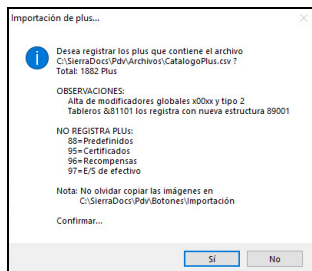 Importación de plus...
Desea registrar los plus que contiene el archivo
C:\SierraDocs\Pdv\Archivos\CatalogoPlus.csv ?
Total: 1882 Plus
OBSERVACIONES:
Alta de modificadores globales x00xx y tipo 2
Tableros &81101 los registra con nueva estructura 89001
NO REGISTRA PLUs:
88=Predefinidos
95=Certificados
96=Recompensas
97=E/S de efectivo
Nota: No olvidar copiar las imágenes en
C:\SierraDocs\Pdv\Botones\Importación
Confirmar...
Sí
No